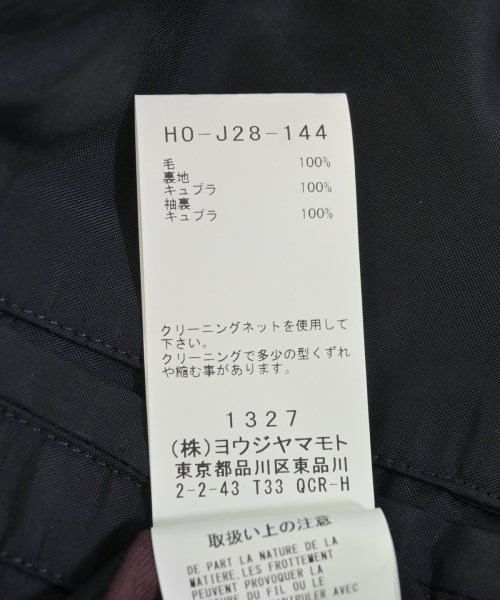 HO-J28-144
毛 100%
裏地
キュプラ 100%
袖裏
キュプラ 100%
クリーニングネットを使用して
下さい。
クリーニングで多少の型くずれ
や縮む事があります。
1327
(株)ヨウジヤマモト
東京都品川区東品川
2-2-43 T33 QCR-H
取扱い上の注意
DE PART LA NATURE DE LA
MATIERE, LES FROTTEMENT
PEUVENT PROVOQUER LA
DU FIL OU LE
AVEC